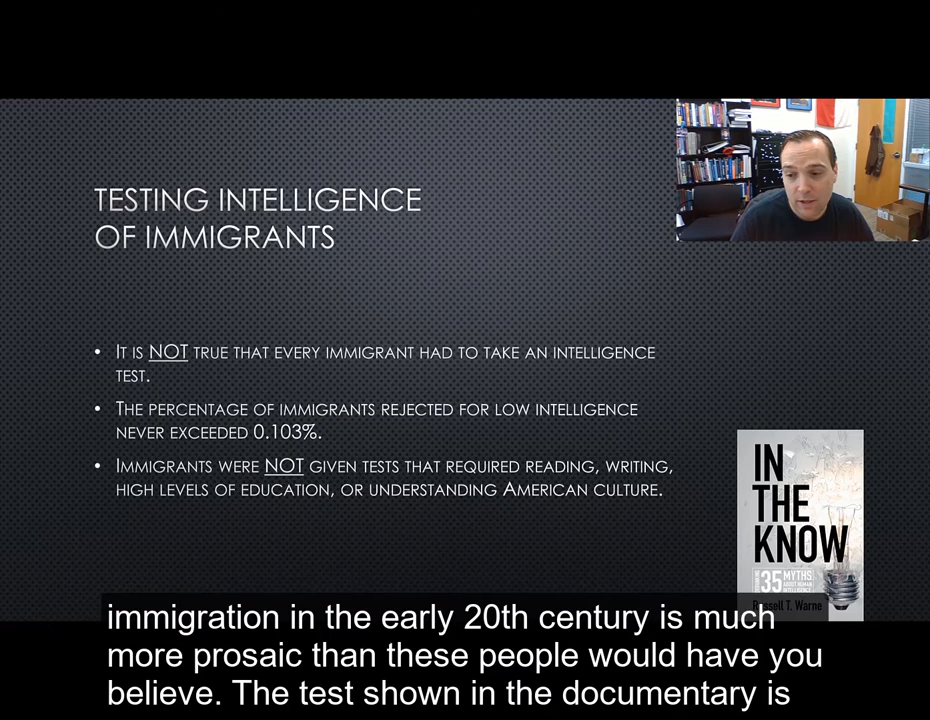 TESTING INTELLIGENCE
OF IMMIGRANTS
• IT IS NOT TRUE THAT EVERY IMMIGRANT HAD TO TAKE AN INTELLIGENCE
TEST.
• THE PERCENTAGE OF IMMIGRANTS REJECTED FOR LOW INTELLIGENCE
NEVER EXCEEDED 0.103%.
• IMMIGRANTS WERE NOT GIVEN TESTS THAT REQUIRED READING, WRITING,
HIGH LEVELS OF EDUCATION, OR UNDERSTANDING AMERICAN CULTURE.
IN
THE
KNOW
35 MYTHS
Russell T. Warne
immigration in the early 20th century is much
more prosaic than these people would have you
believe. The test shown in the documentary is